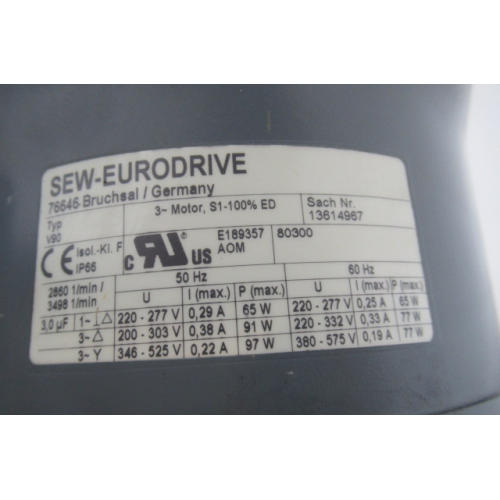 SEW-EURODRIVE
76646 Bruchsal / Germany
Typ 3~ Motor, S1-100% ED Sach Nr.
V90 13614967
CE Isol.-Kl. F E189357 80300
IP66 c RU US AOM
50 Hz 60 Hz
2860 1/min / U I (max.) P (max.) U I (max.) P (max.)
3498 1/min /
3,0 µF 1~ ⊥ △ 220 - 277 V 0,29 A 65 W 220 - 277 V 0,25 A 65 W
3~ △ 200 - 303 V 0,38 A 91 W 220 - 332 V 0,33 A 77 W
3~ Y 346 - 525 V 0,22 A 97 W 380 - 575 V 0,19 A 77 W